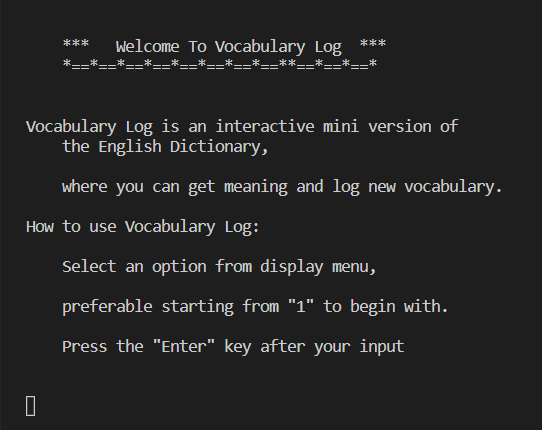 ***   Welcome To Vocabulary Log  ***
*==*==*==*==*==*==*==*==**==*==*==*
Vocabulary Log is an interactive mini version of
the English Dictionary,
where you can get meaning and log new vocabulary.
How to use Vocabulary Log:
Select an option from display menu,
preferable starting from "1" to begin with.
Press the "Enter" key after your input